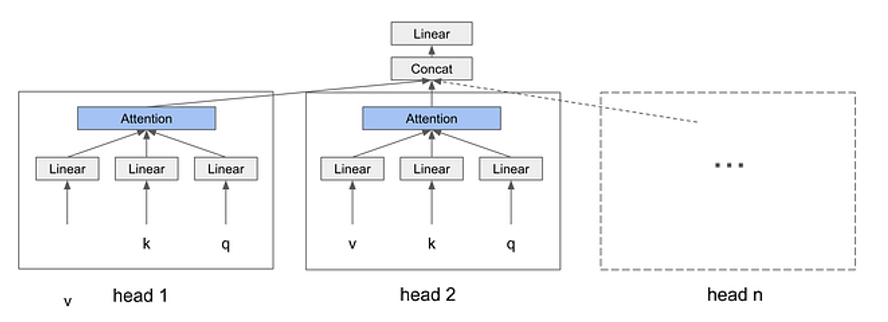 Linear
Concat
Attention Attention
Linear Linear Linear Linear Linear Linear
...
k q v k q
v head 1 head 2 head n